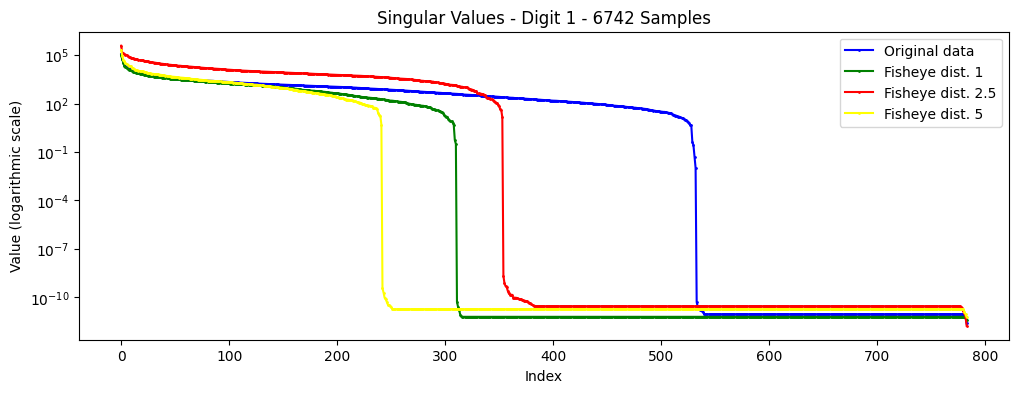 Singular Values - Digit 1 - 6742 Samples
Value (logarithmic scale)
10^5
10^2
10^-1
10^-4
10^-7
10^-10
Original data
Fisheye dist. 1
Fisheye dist. 2.5
Fisheye dist. 5
0 100 200 300 400 500 600 700 800
Index